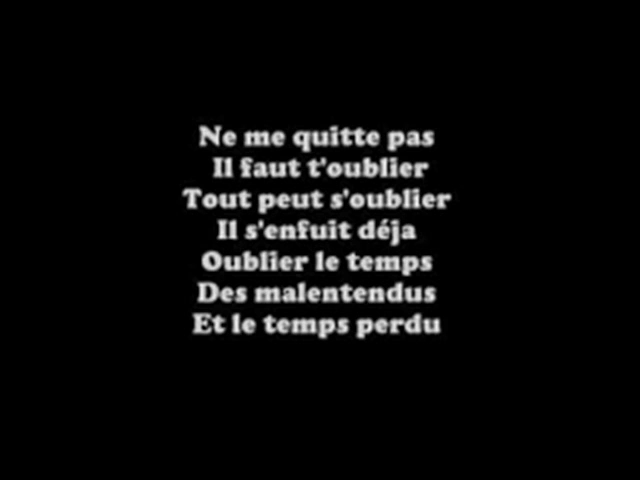 Ne me quitte pas
Il faut t'oublier
Tout peut s'oublier
Il s'enfuit déja
Oublier le temps
Des malentendus
Et le temps perdu